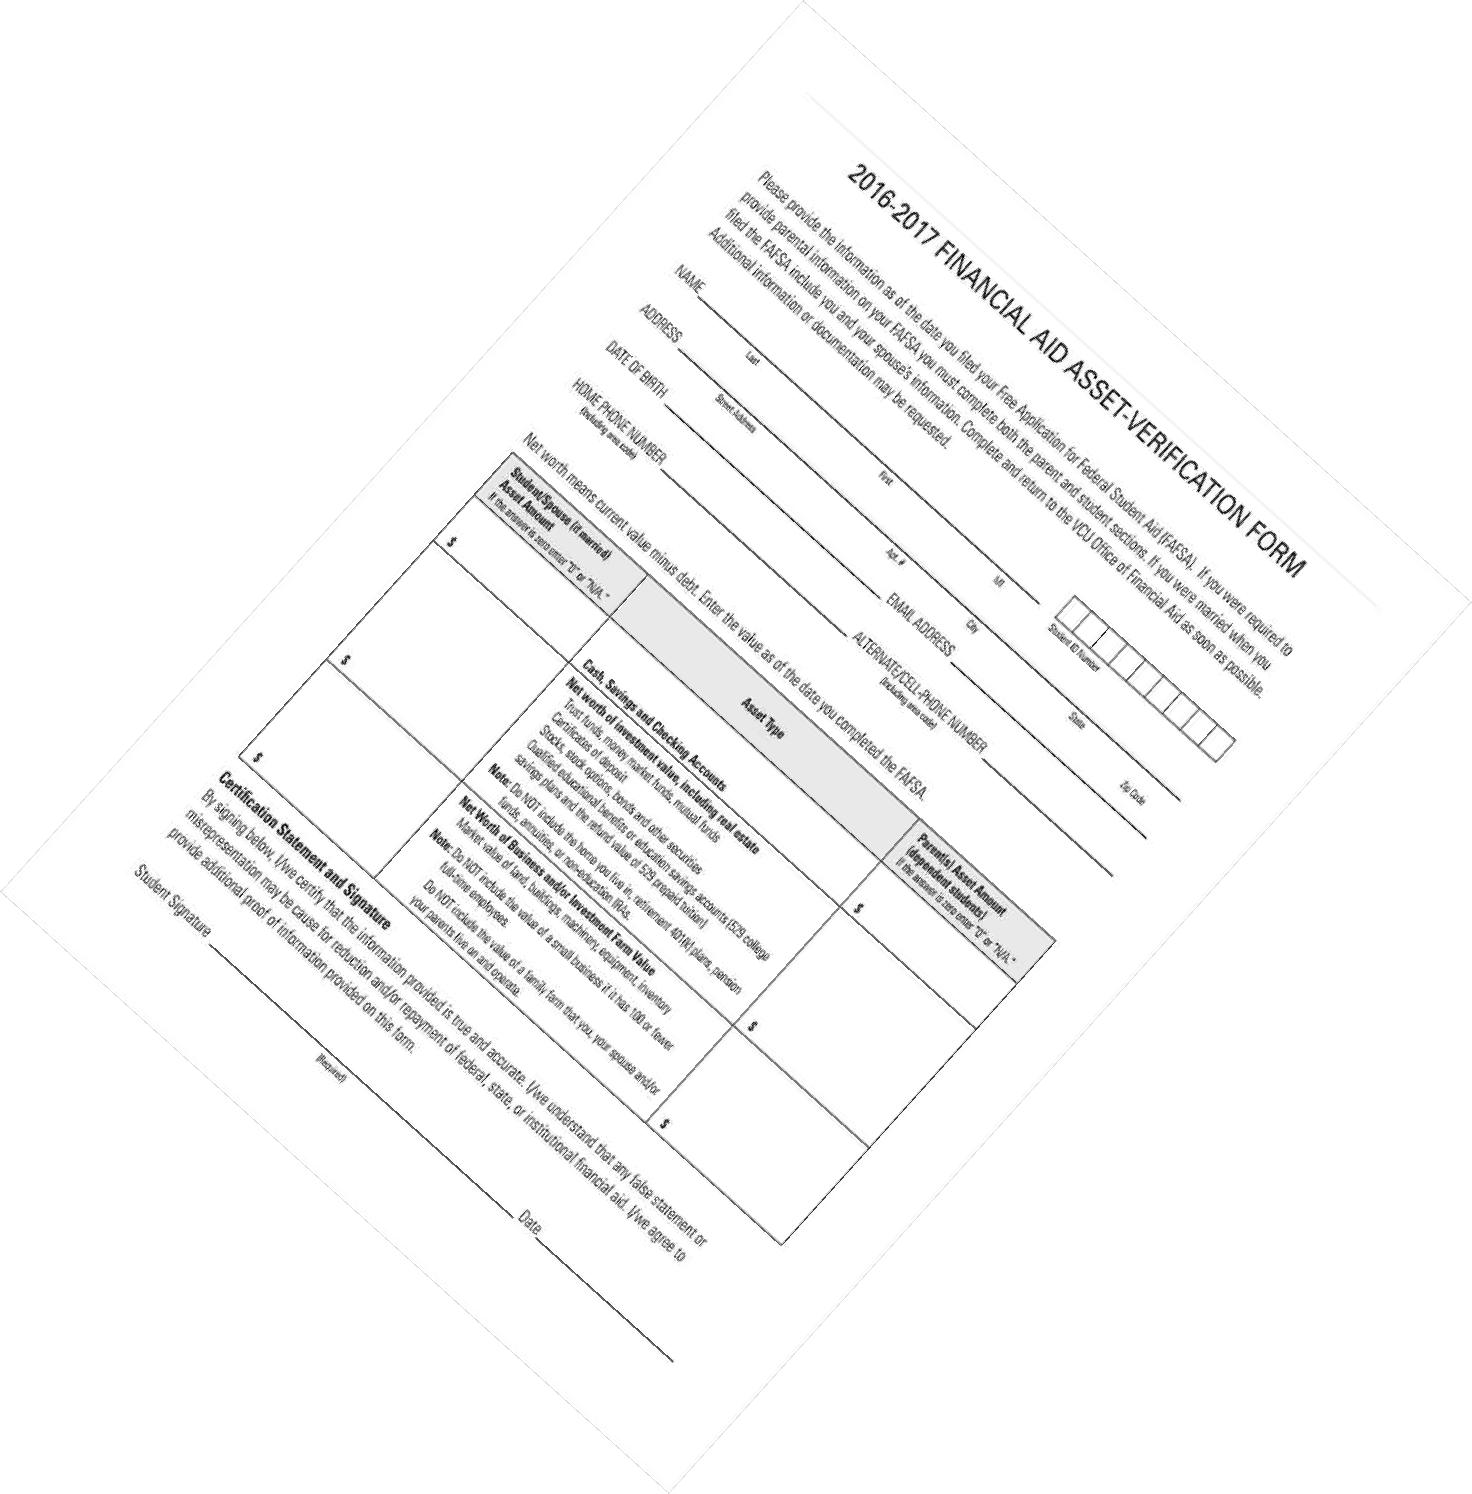 2016-2017 FINANCIAL AID ASSET-VERIFICATION FORM
Please provide the information as of the date you filed your Free Application for Federal Student Aid (FAFSA). If you were required to
provide parental information on your FAFSA you must complete both the parent and student sections. If you were married when you
filed the FAFSA include you and your spouse's information. Complete and return to the VCU Office of Financial Aid as soon as possible.
Additional information or documentation may be requested.
NAME
Last First MI Student ID Number
ADDRESS
Street Address Apt. # City State Zip Code
DATE OF BIRTH EMAIL ADDRESS
HOME PHONE NUMBER ALTERNATE/CELL-PHONE NUMBER
(including area code) (including area code)
Net worth means current value minus debt. Enter the value as of the date you completed the FAFSA.
Student/Spouse (if married)
Asset Amount
If the answer is zero enter "0" or "N/A."
Asset Type
Parent(s) Asset Amount
(dependent students)
If the answer is zero enter "0" or "N/A."
$
Cash, Savings and Checking Accounts
$
$
Net worth of investment value, including real estate
Trust funds, money market funds, mutual funds
Certificates of deposit
Stocks, stock options, bonds and other securities
Qualified educational benefits or education savings accounts (529 college
savings plans and the refund value of 529 prepaid tuition)
Note: Do NOT include the home you live in, retirement 401(k) plans, pension
funds, annuities, or non-education IRAs.
$
$
Net Worth of Business and/or Investment Farm Value
Market value of land, buildings, machinery, equipment, inventory
Note: Do NOT include the value of a small business if it has 100 or fewer
full-time employees.
Do NOT include the value of a family farm that you, your spouse and/or
your parents live on and operate.
$
Certification Statement and Signature
By signing below, I/we certify that the information provided is true and accurate. I/we understand that any false statement or
misrepresentation may be cause for reduction and/or repayment of federal, state, or institutional financial aid. I/we agree to
provide additional proof of information provided on this form.
Student Signature Date
(Required)